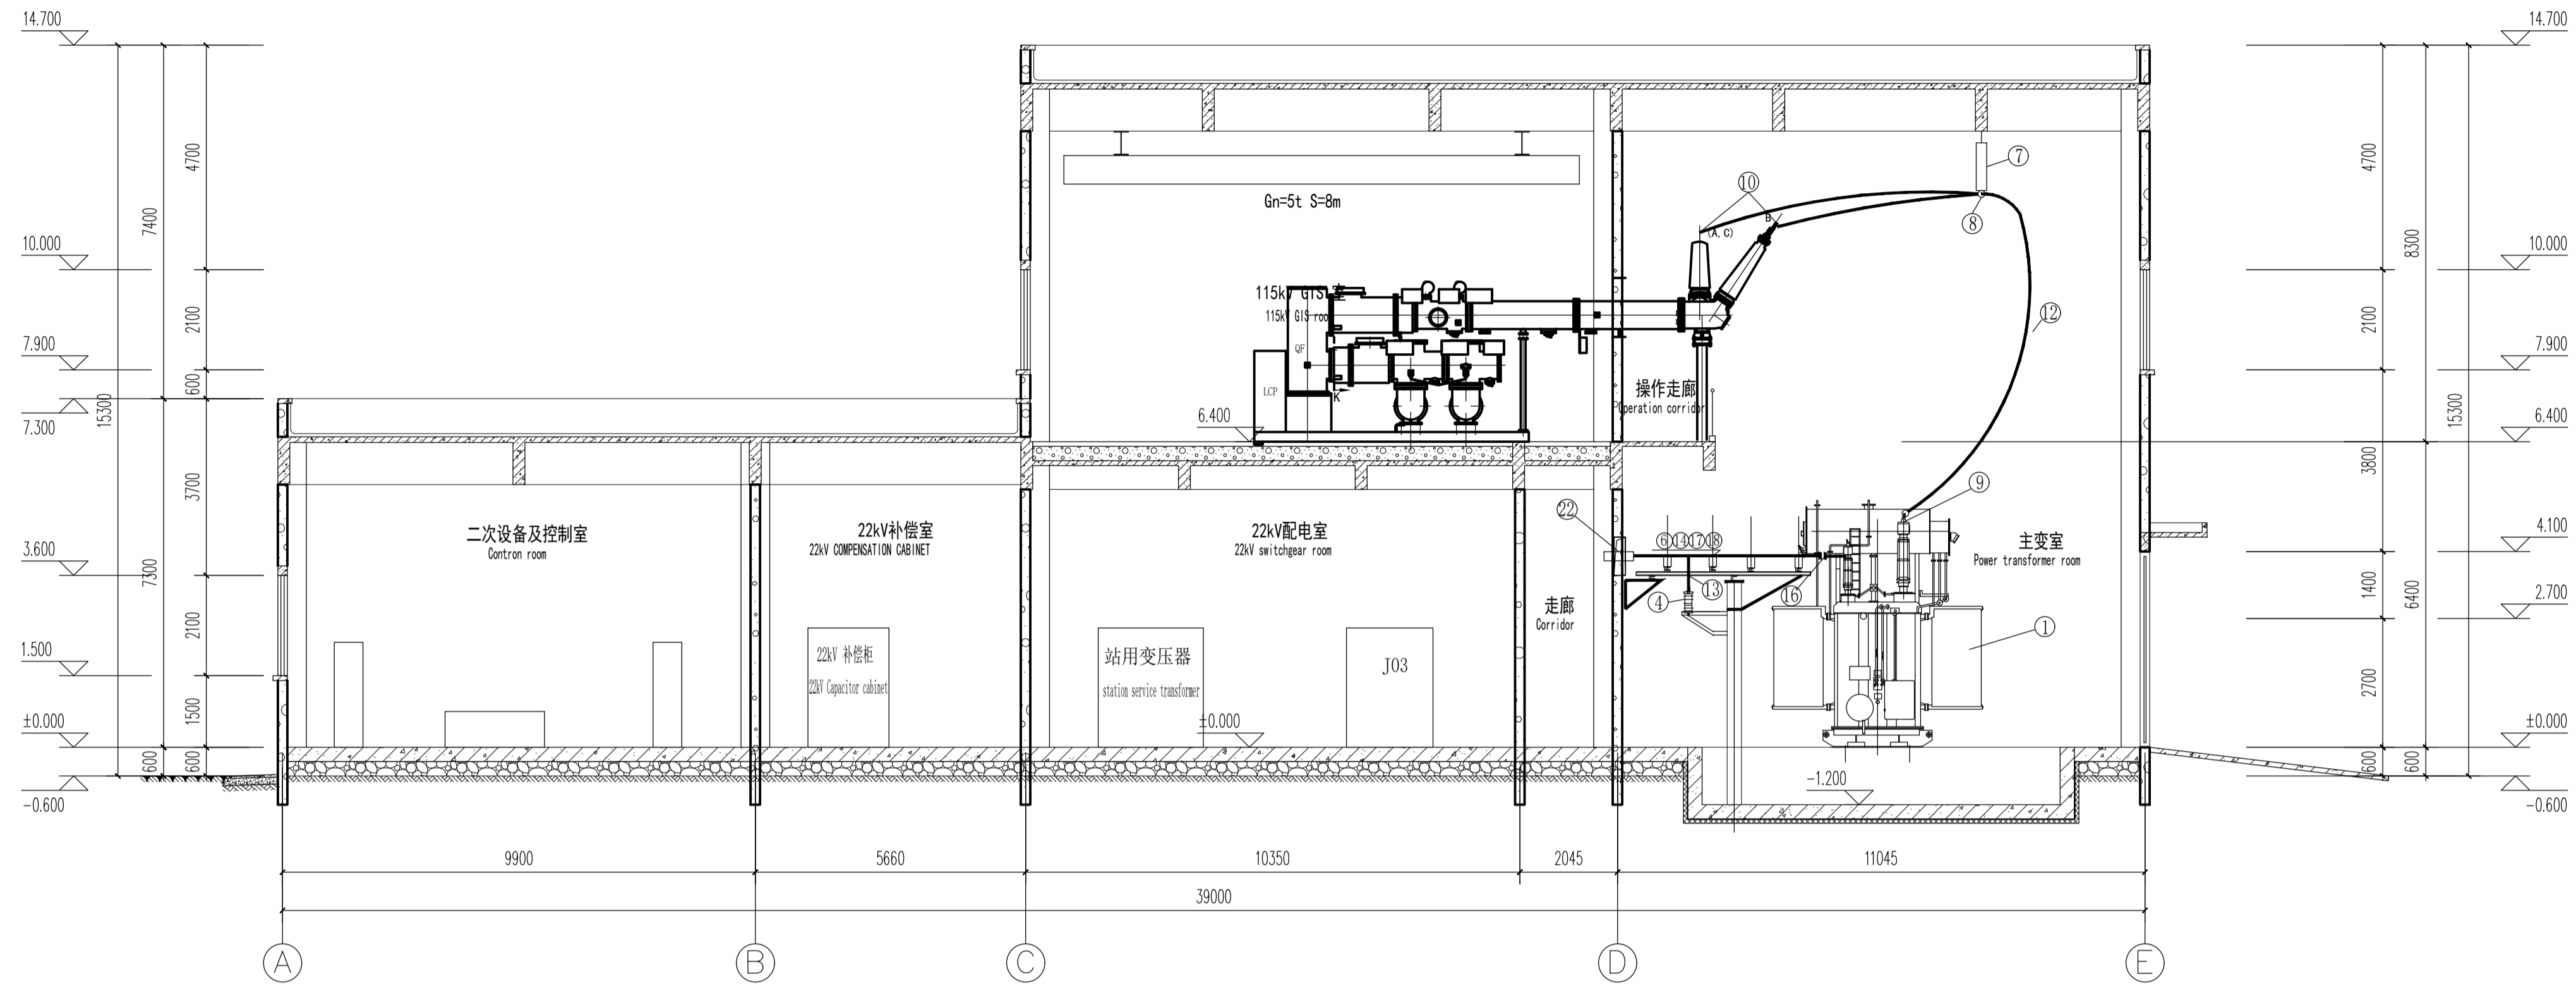 14.700
14.700
4700
7400
4700
8300
Gn=5t S=8m
⑦
⑩
⑧
B
(A, C)
10.000
10.000
115kV GIS 室
115kV GIS roo
QF
LCP
K
⑫
2100
2100
7.900
7.900
600
15300
15300
7.300
6.400
6.400
操作走廊
Operation corridor
3700
3800
二次设备及控制室
Contron room
22kV补偿室
22kV COMPENSATION CABINET
22kV配电室
22kV switchgear room
㉒
⑨
⑥⑭⑰⑱
主变室
Power transformer room
3.600
4.100
7300
1400
6400
2.700
④
⑬
⑯
走廊
Corridor
2100
①
1.500
22kV 补偿柜
22kV Capacitor cabinet
站用变压器
station service transformer
J03
2700
1500
±0.000
±0.000
±0.000
600
600
600
600
-1.200
-0.600
-0.600
9900
5660
10350
2045
11045
39000
A
B
C
D
E